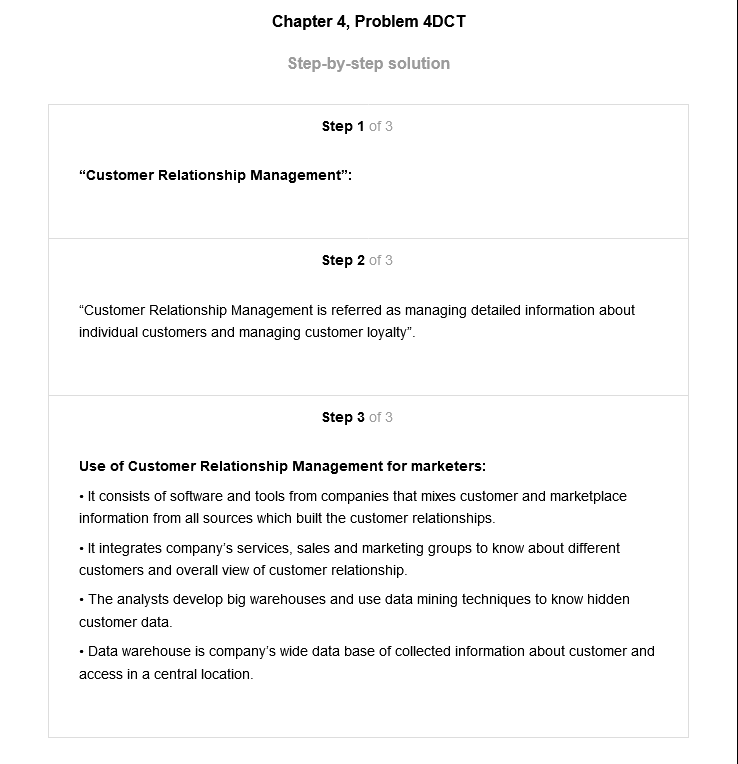 Chapter 4, Problem 4DCT
Step-by-step solution
Step 1 of 3
“Customer Relationship Management”:
Step 2 of 3
“Customer Relationship Management is referred as managing detailed information about
individual customers and managing customer loyalty”.
Step 3 of 3
Use of Customer Relationship Management for marketers:
• It consists of software and tools from companies that mixes customer and marketplace
information from all sources which built the customer relationships.
• It integrates company’s services, sales and marketing groups to know about different
customers and overall view of customer relationship.
• The analysts develop big warehouses and use data mining techniques to know hidden
customer data.
• Data warehouse is company’s wide data base of collected information about customer and
access in a central location.